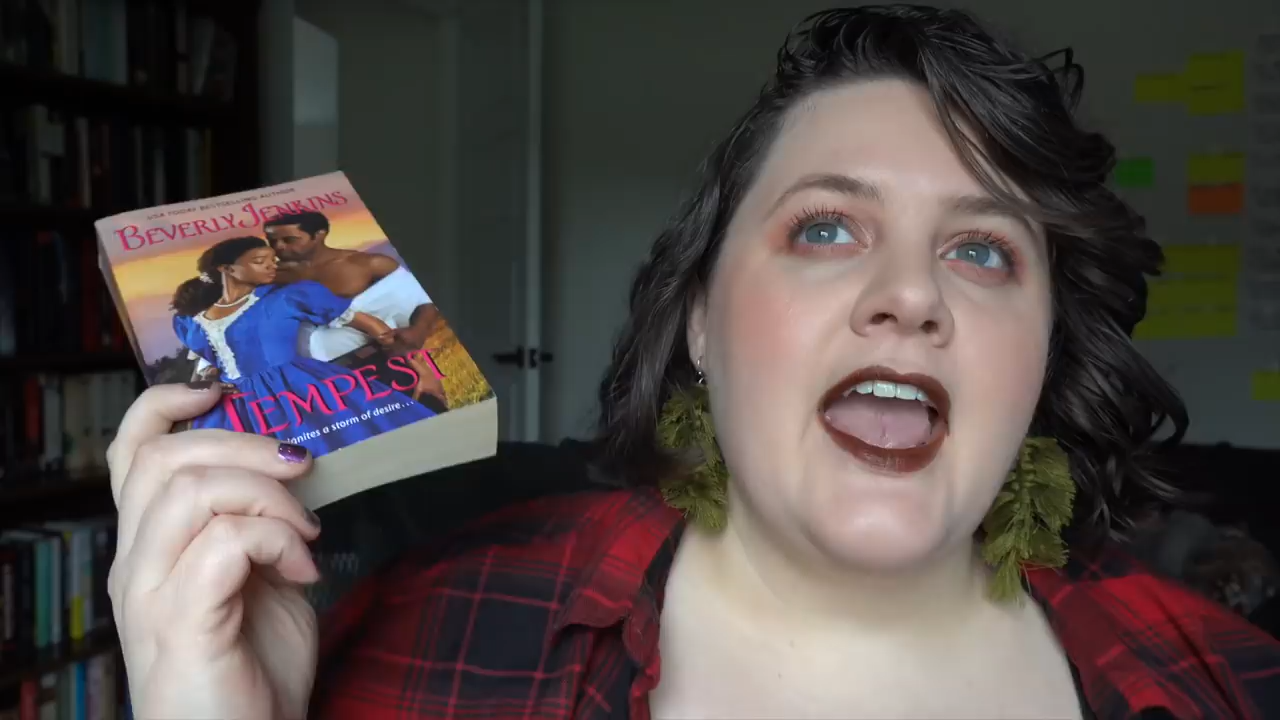 USA TODAY BESTSELLING AUTHOR
BEVERLY JENKINS
TEMPEST
ignites a storm of desire...